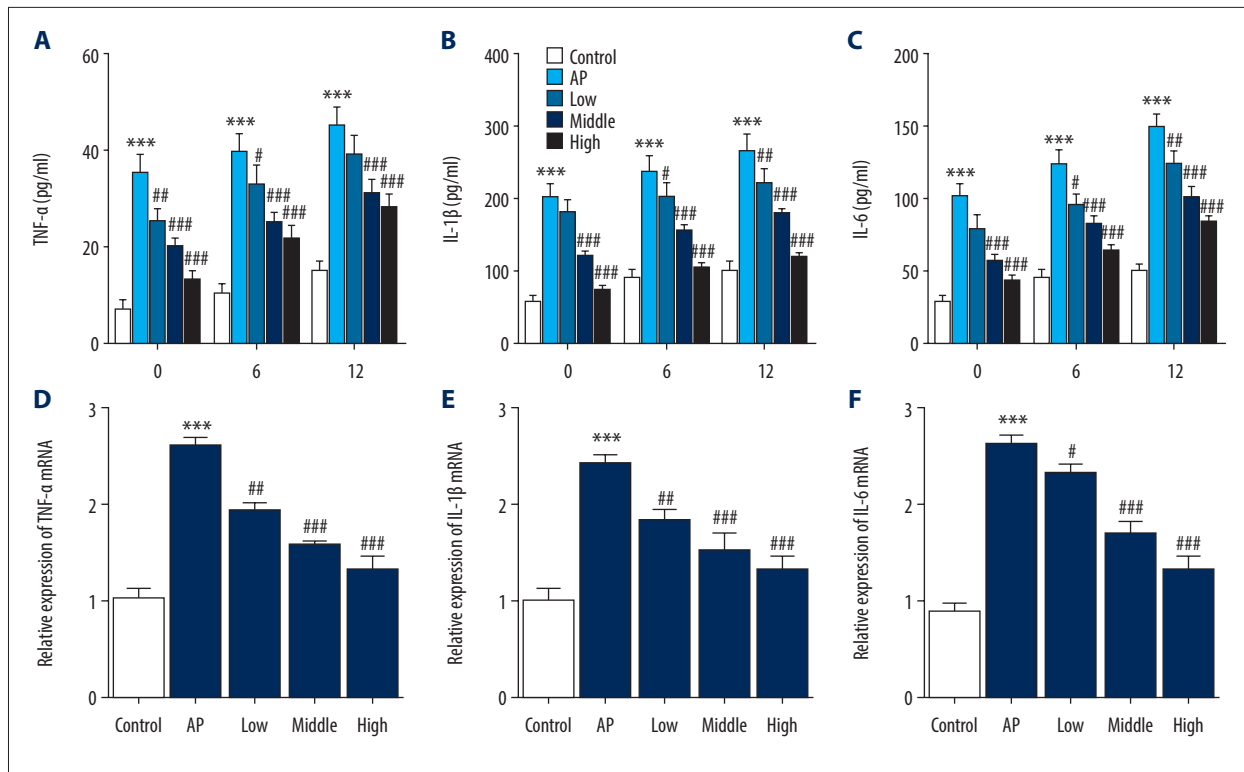 A
TNF-α (pg/ml)
60
40
20
0
***
##
###
###
***
#
###
###
***
###
###
0
6
12
B
IL-1β (pg/ml)
400
300
200
100
0
Control
AP
Low
Middle
High
***
###
###
***
#
###
###
***
##
###
###
0
6
12
C
IL-6 (pg/ml)
200
150
100
50
0
***
###
###
***
#
###
###
***
##
###
###
0
6
12
D
Relative expression of TNF-α mRNA
3
2
1
0
***
##
###
###
Control
AP
Low
Middle
High
E
Relative expression of IL-1β mRNA
3
2
1
0
***
##
###
###
Control
AP
Low
Middle
High
F
Relative expression of IL-6 mRNA
3
2
1
0
***
#
###
###
Control
AP
Low
Middle
High